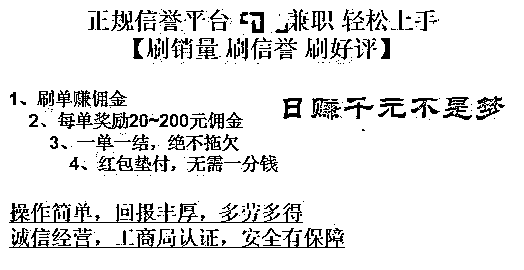 正规信誉平台 兼职 轻松上手
【刷销量 刷信誉 刷好评】
1、刷单赚佣金
2、每单奖励20~200元佣金
3、一单一结，绝不拖欠
4、红包垫付，无需一分钱
日赚千元不是梦
操作简单，回报丰厚，多劳多得
诚信经营，工商局认证，安全有保障